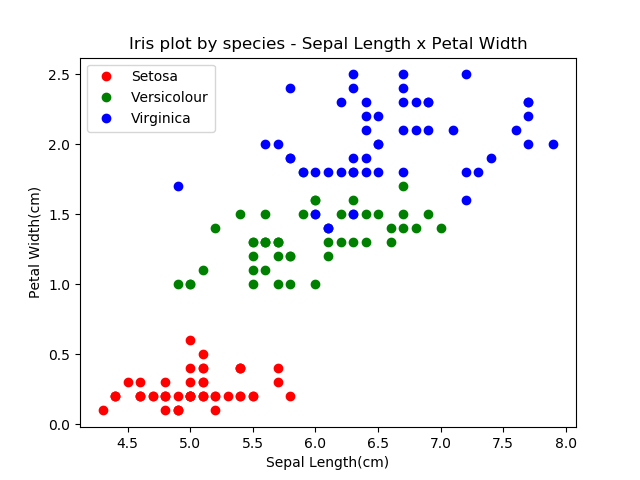 Iris plot by species - Sepal Length x Petal Width
Setosa
Versicolour
Virginica
2.5
2.0
1.5
1.0
0.5
0.0
Petal Width(cm)
4.5 5.0 5.5 6.0 6.5 7.0 7.5 8.0
Sepal Length(cm)